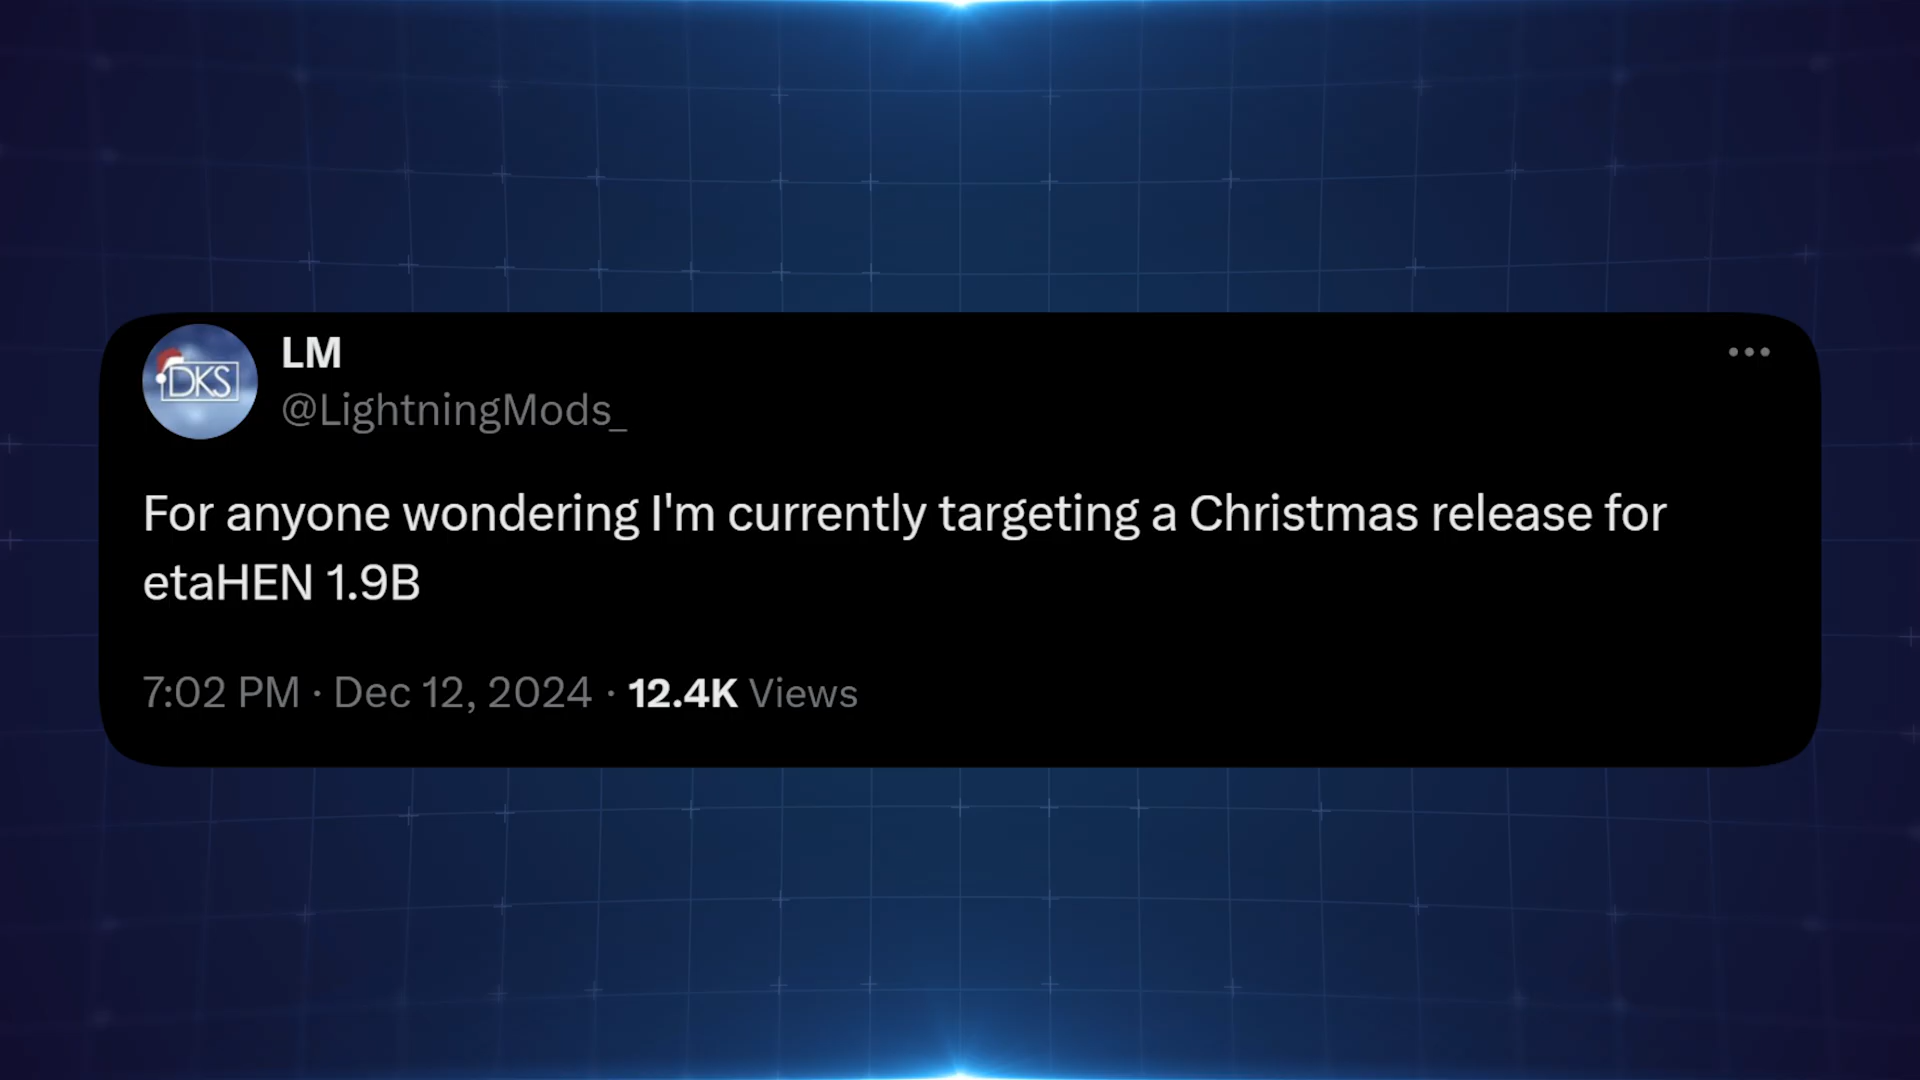 DKS
LM
@LightningMods_
For anyone wondering I'm currently targeting a Christmas release for
etaHEN 1.9B
7:02 PM · Dec 12, 2024 · 12.4K Views